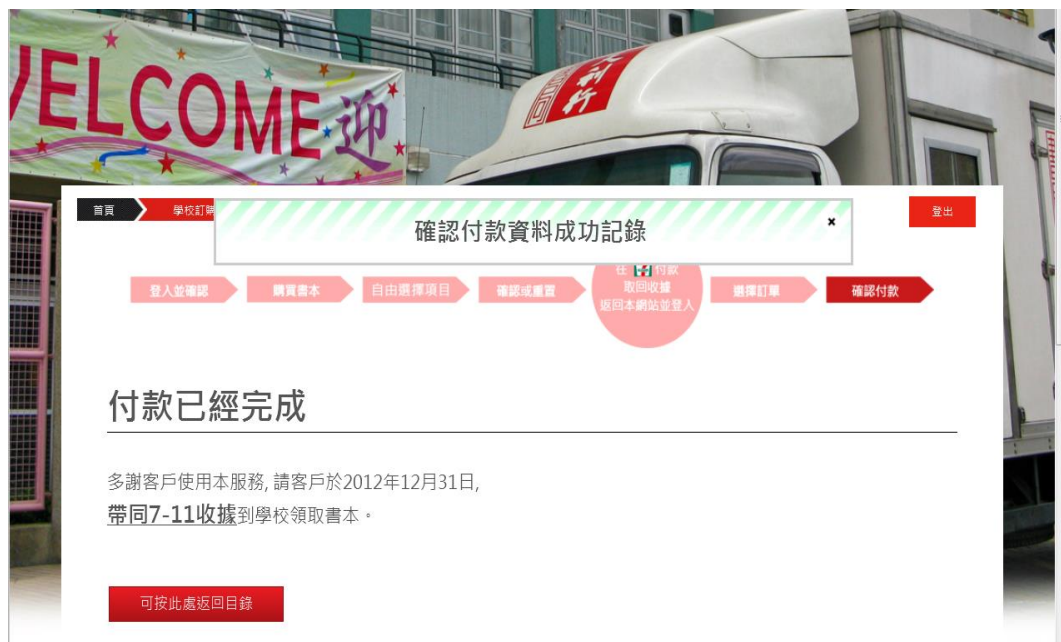 WELCOME 迎
首頁
學校訂購
確認付款資料成功記錄
×
登出
登入並確認
購買書本
自由選擇項目
確認或重置
在 付款
取回收據
返回本網站並登入
選擇訂單
確認付款
付款已經完成
多謝客戶使用本服務, 請客戶於2012年12月31日,
帶同7-11收據到學校領取書本。
可按此處返回目錄